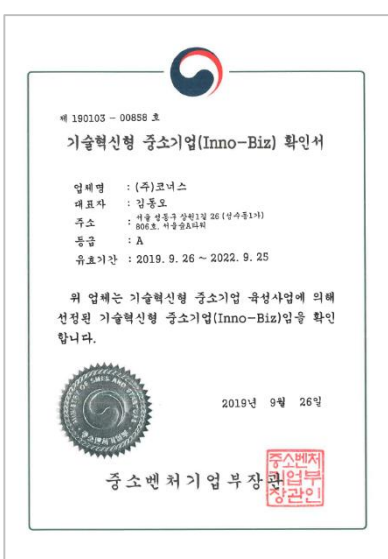 제 190103 - 00858 호
기술혁신형 중소기업(Inno-Biz) 확인서
업체명 : (주)코너스
대표자 : 김동오
주소 : 서울 성동구 상원1길 26 (성수동1가)
806호, 서울숲A타워
등급 : A
유효기간 : 2019. 9. 26 ~ 2022. 9. 25
위 업체는 기술혁신형 중소기업 육성사업에 의해
선정된 기술혁신형 중소기업(Inno-Biz)임을 확인
합니다.
MINISTRY OF SMES AND
2019년 9월 26일
중소벤처기업부장관
중소벤처
기업부
장관인